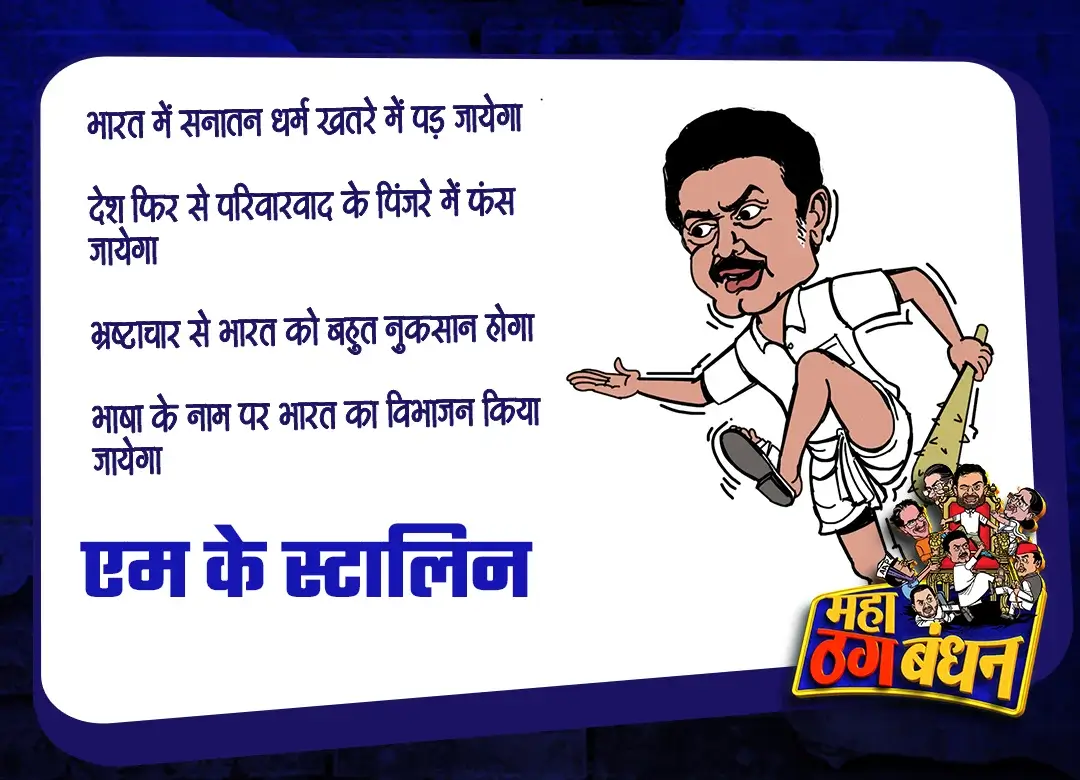 भारत में सनातन धर्म खतरे में पड़ जायेगा
देश फिर से परिवारवाद के पिंजरे में फंस
जायेगा
भ्रष्टाचार से भारत को बहुत नुकसान होगा
भाषा के नाम पर भारत का विभाजन किया
जायेगा
एम के स्टालिन
महा
ठग बंधन